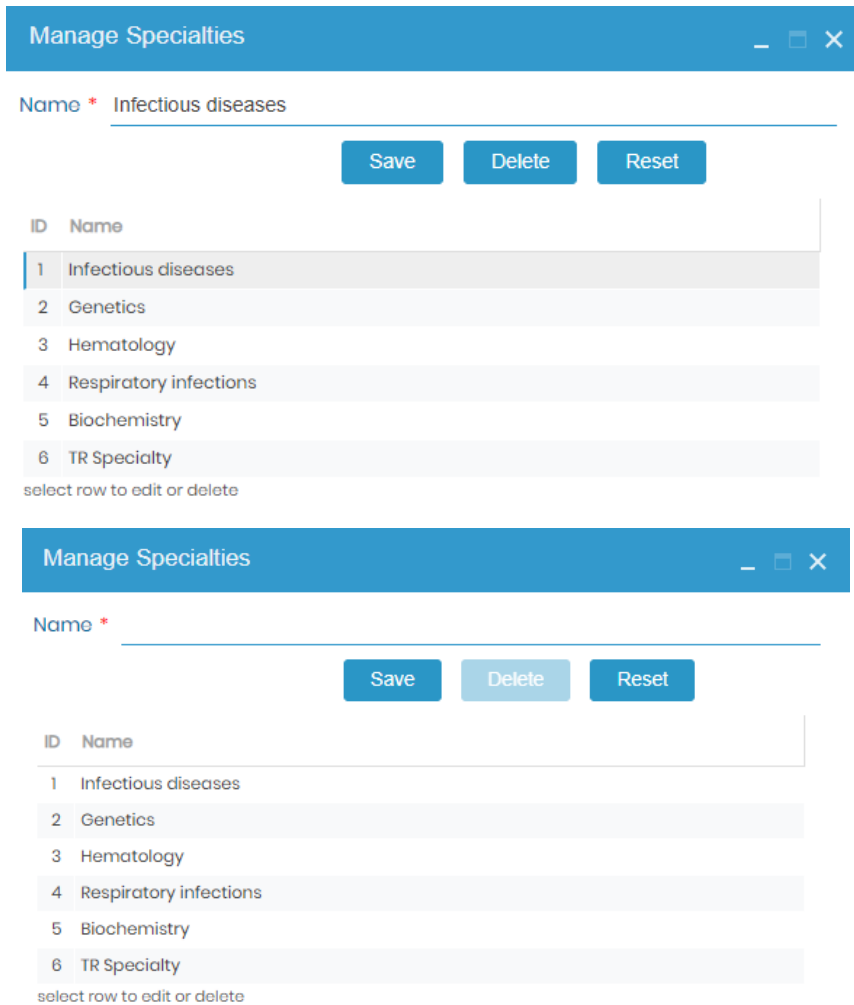 Manage Specialties
Name * Infectious diseases
Save Delete Reset
ID Name
1 Infectious diseases
2 Genetics
3 Hematology
4 Respiratory infections
5 Biochemistry
6 TR Specialty
select row to edit or delete
Manage Specialties
Name *
Save Delete Reset
ID Name
1 Infectious diseases
2 Genetics
3 Hematology
4 Respiratory infections
5 Biochemistry
6 TR Specialty
select row to edit or delete